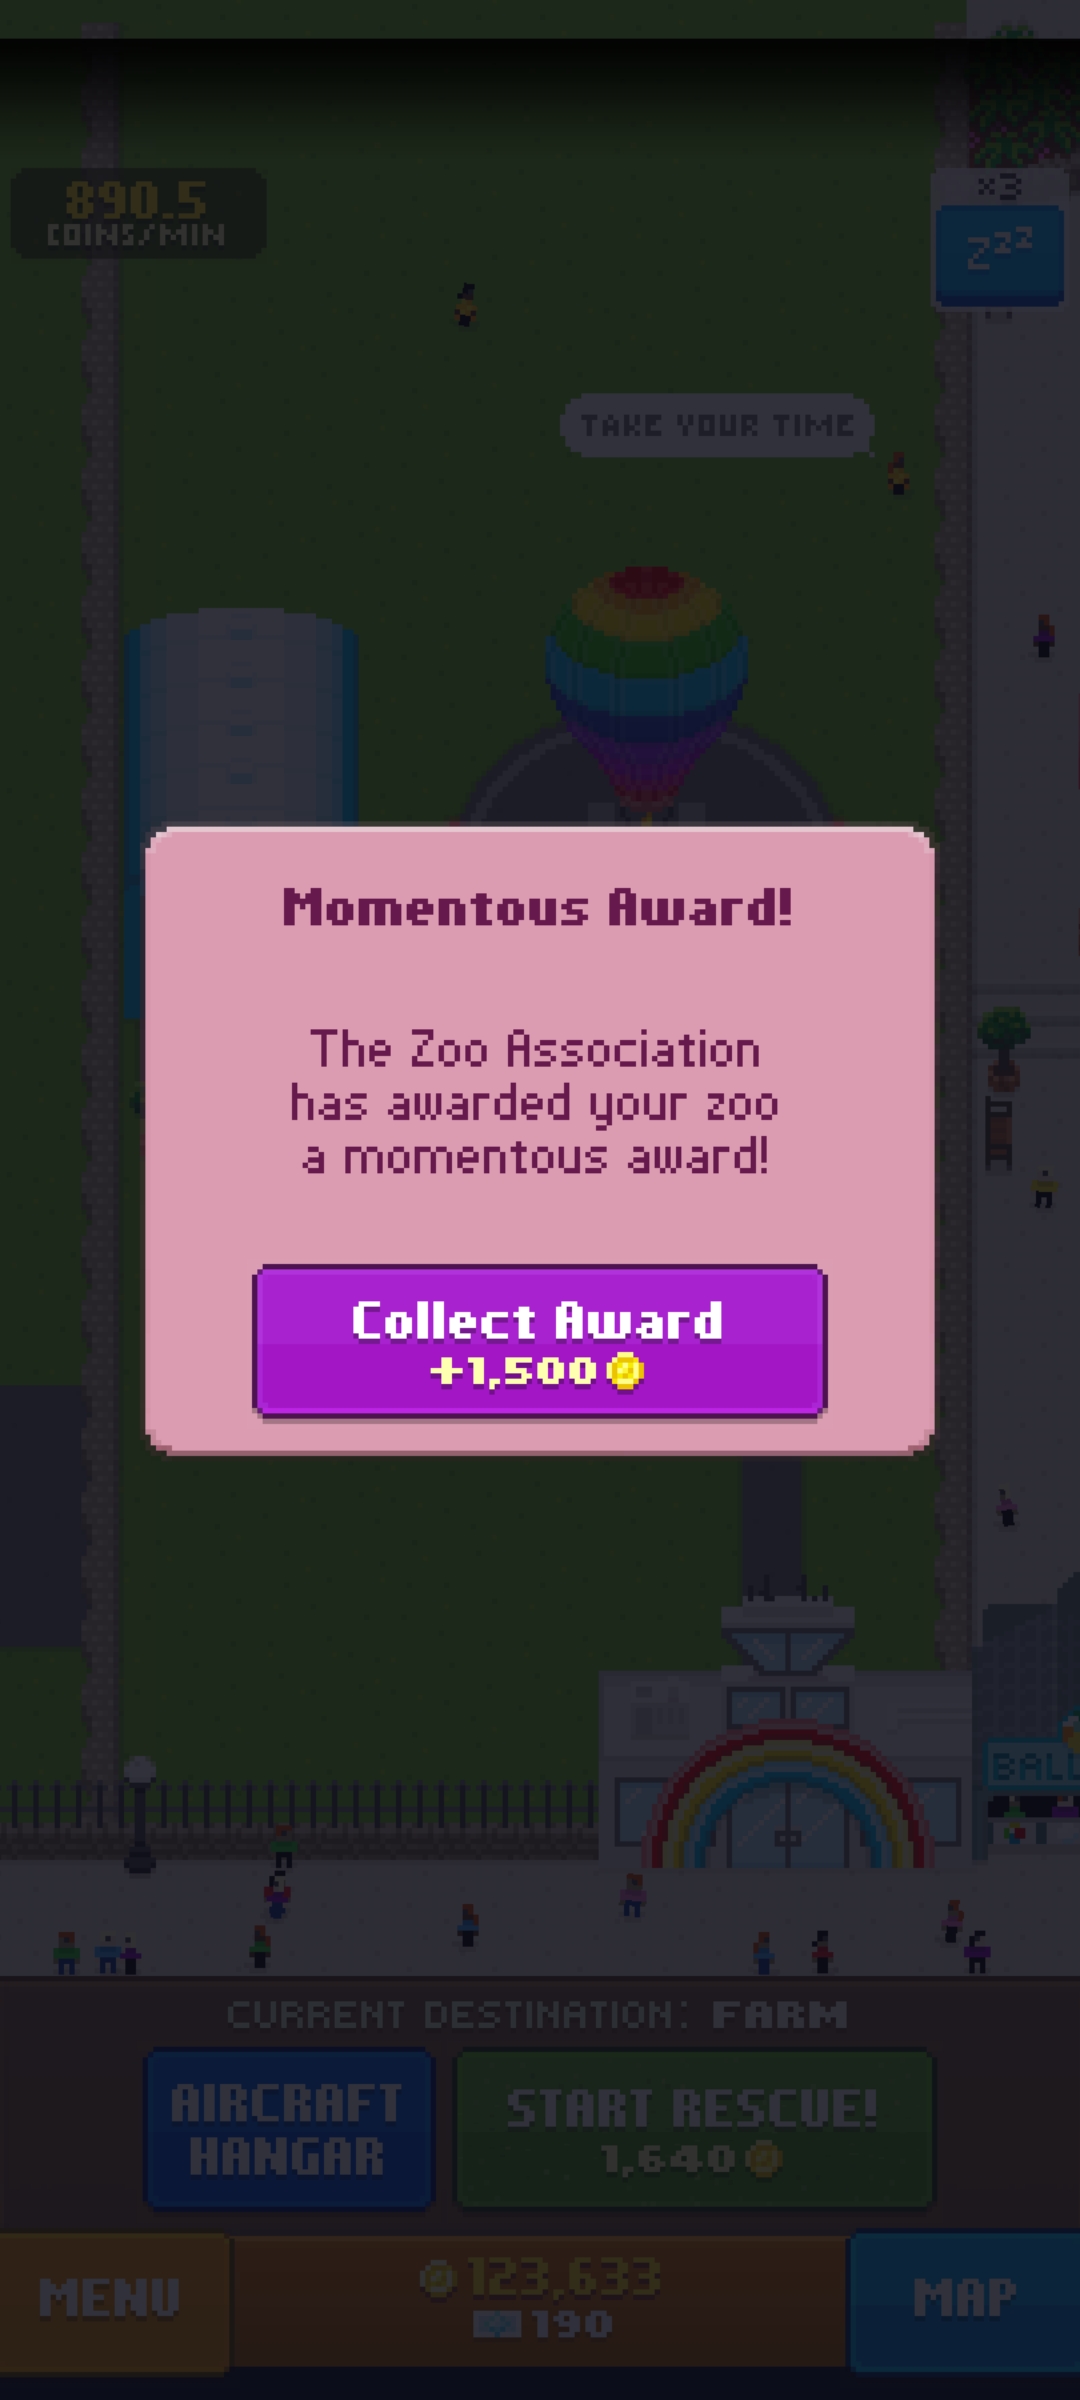 890.5
COINS/MIN
x3
Zzz
TAKE YOUR TIME
Momentous Award!
The Zoo Association
has awarded your zoo
a momentous award!
Collect Award
+1,500
BALL
CURRENT DESTINATION: FARM
AIRCRAFT
HANGAR
START RESCUE!
1,640
MENU
123,633
190
MAP